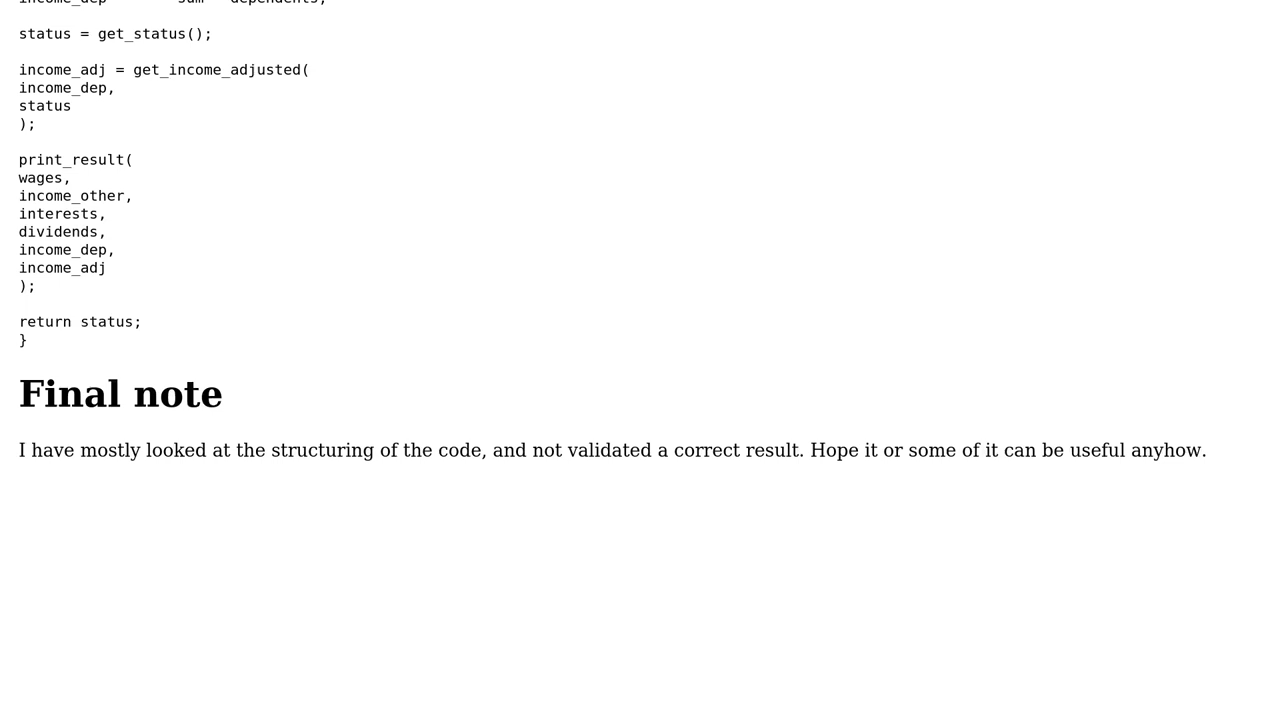 status = get_status();
income_adj = get_income_adjusted(
income_dep,
status
);
print_result(
wages,
income_other,
interests,
dividends,
income_dep,
income_adj
);
return status;
}
Final note
I have mostly looked at the structuring of the code, and not validated a correct result. Hope it or some of it can be useful anyhow.